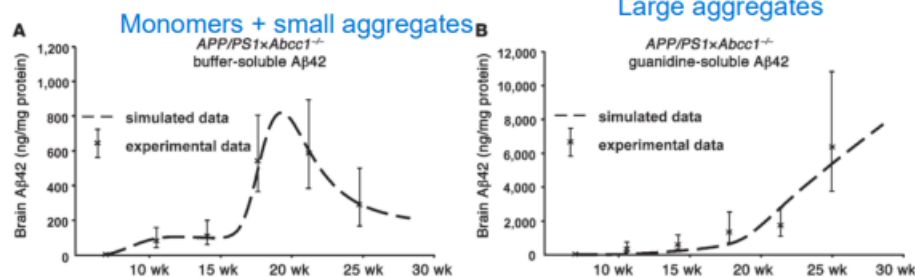 Monomers + small aggregates
Large aggregates
A
APP/PS1×Abcc1⁻/⁻
buffer-soluble Aβ42
Brain Aβ42 (ng/mg protein)
1,200
1,000
800
600
400
200
0
simulated data
experimental data
10 wk
15 wk
20 wk
25 wk
30 wk
B
APP/PS1×Abcc1⁻/⁻
guanidine-soluble Aβ42
Brain Aβ42 (ng/mg protein)
12,000
10,000
8,000
6,000
4,000
2,000
0
simulated data
experimental data
10 wk
15 wk
20 wk
25 wk
30 wk